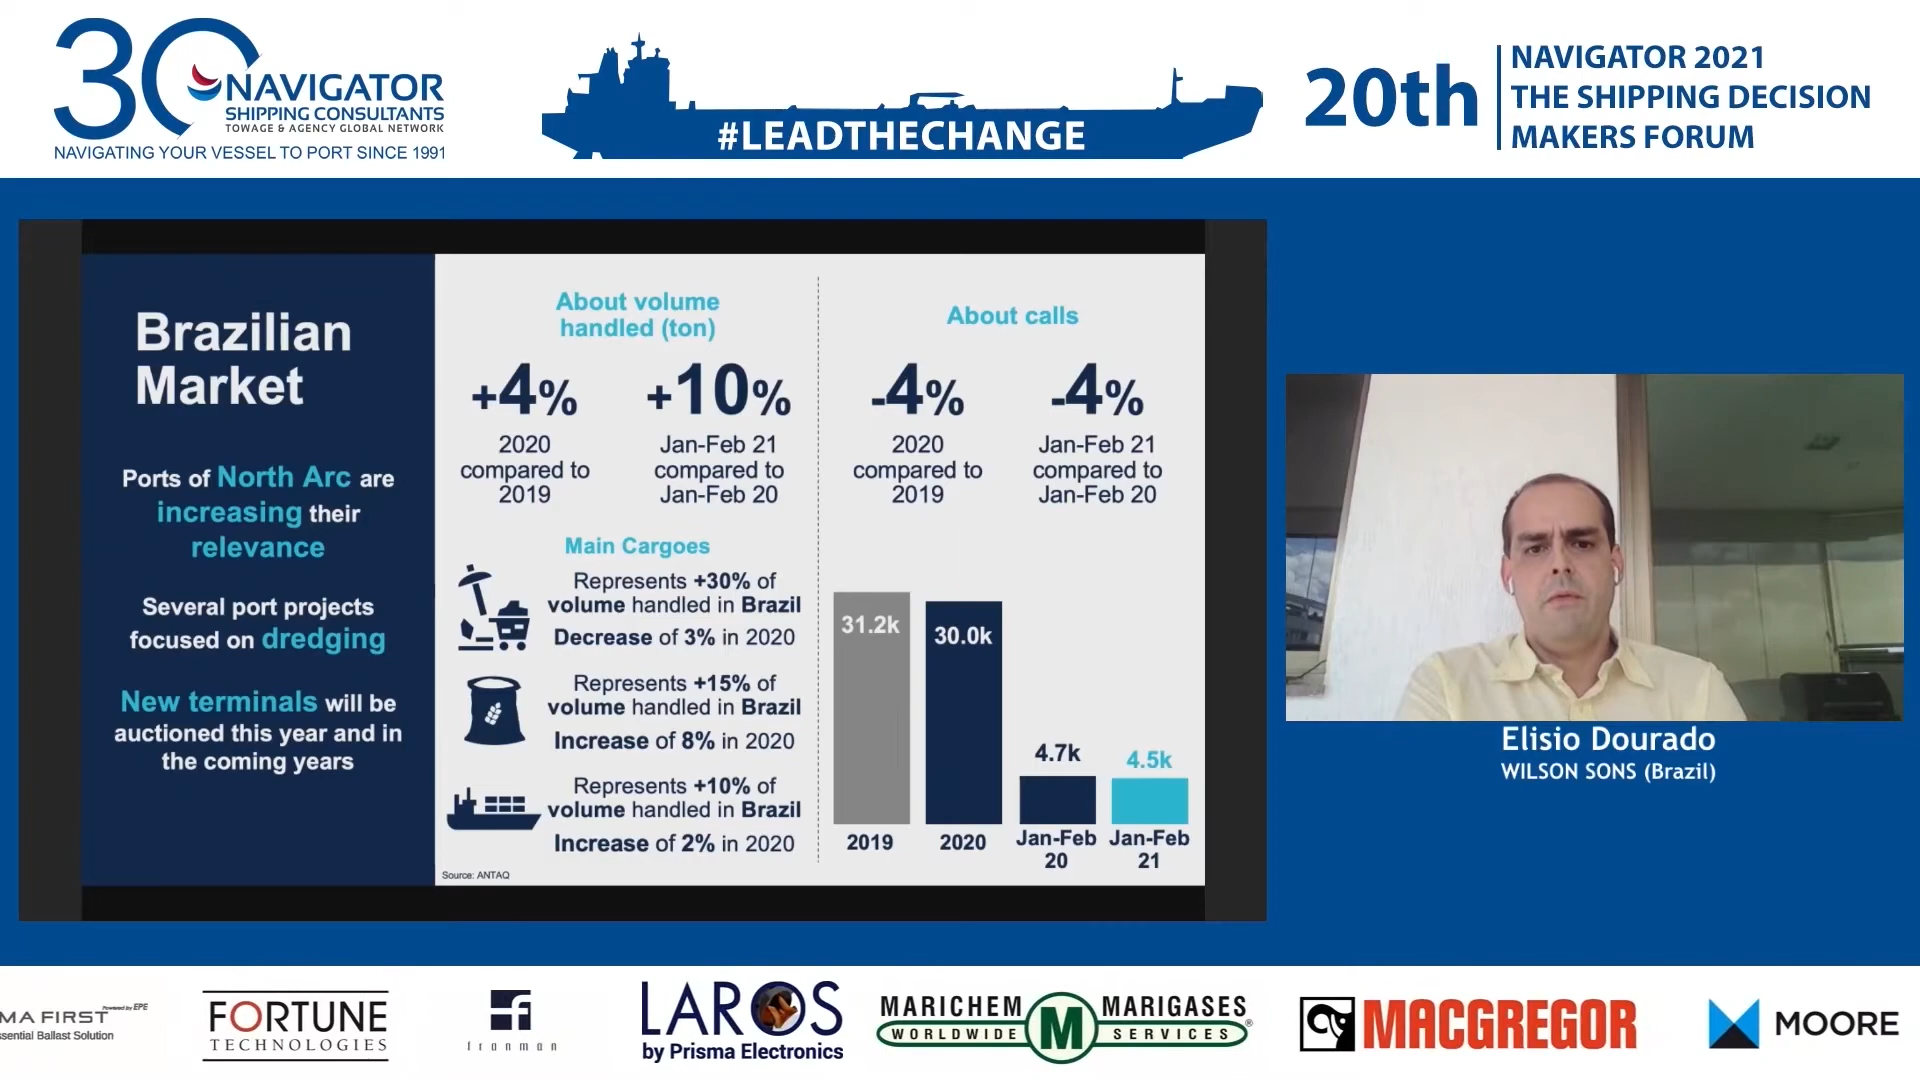 30
NAVIGATOR
SHIPPING CONSULTANTS
TOWAGE & AGENCY GLOBAL NETWORK
NAVIGATING YOUR VESSEL TO PORT SINCE 1991
#LEADTHECHANGE
20th
NAVIGATOR 2021
THE SHIPPING DECISION
MAKERS FORUM
Brazilian
Market
Ports of North Arc are
increasing their
relevance
Several port projects
focused on dredging
New terminals will be
auctioned this year and in
the coming years
About volume
handled (ton)
+4%
2020
compared to
2019
+10%
Jan-Feb 21
compared to
Jan-Feb 20
Main Cargoes
Represents +30% of
volume handled in Brazil
Decrease of 3% in 2020
Represents +15% of
volume handled in Brazil
Increase of 8% in 2020
Represents +10% of
volume handled in Brazil
Increase of 2% in 2020
Source: ANTAQ
About calls
-4%
2020
compared to
2019
-4%
Jan-Feb 21
compared to
Jan-Feb 20
31.2k
30.0k
4.7k
4.5k
2019
2020
Jan-Feb
20
Jan-Feb
21
Elisio Dourado
WILSON SONS (Brazil)
Powered by EPE
MA FIRST
ssential Ballast Solution
FORTUNE
TECHNOLOGIES
franman
LAROS
by Prisma Electronics
MARICHEM MARIGASES
WORLDWIDE M SERVICES
MACGREGOR
MOORE